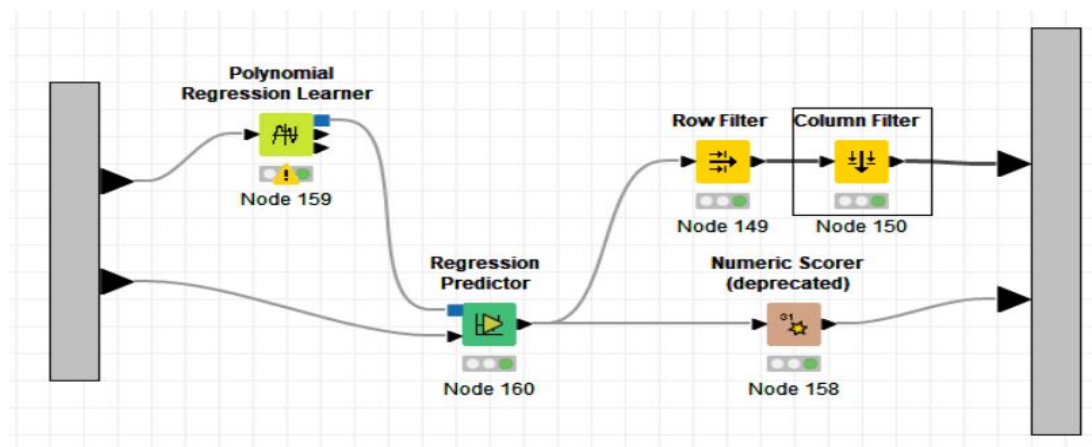 Polynomial
Regression Learner
Node 159
Row Filter
Node 149
Column Filter
Node 150
Regression
Predictor
Node 160
Numeric Scorer
(deprecated)
Node 158